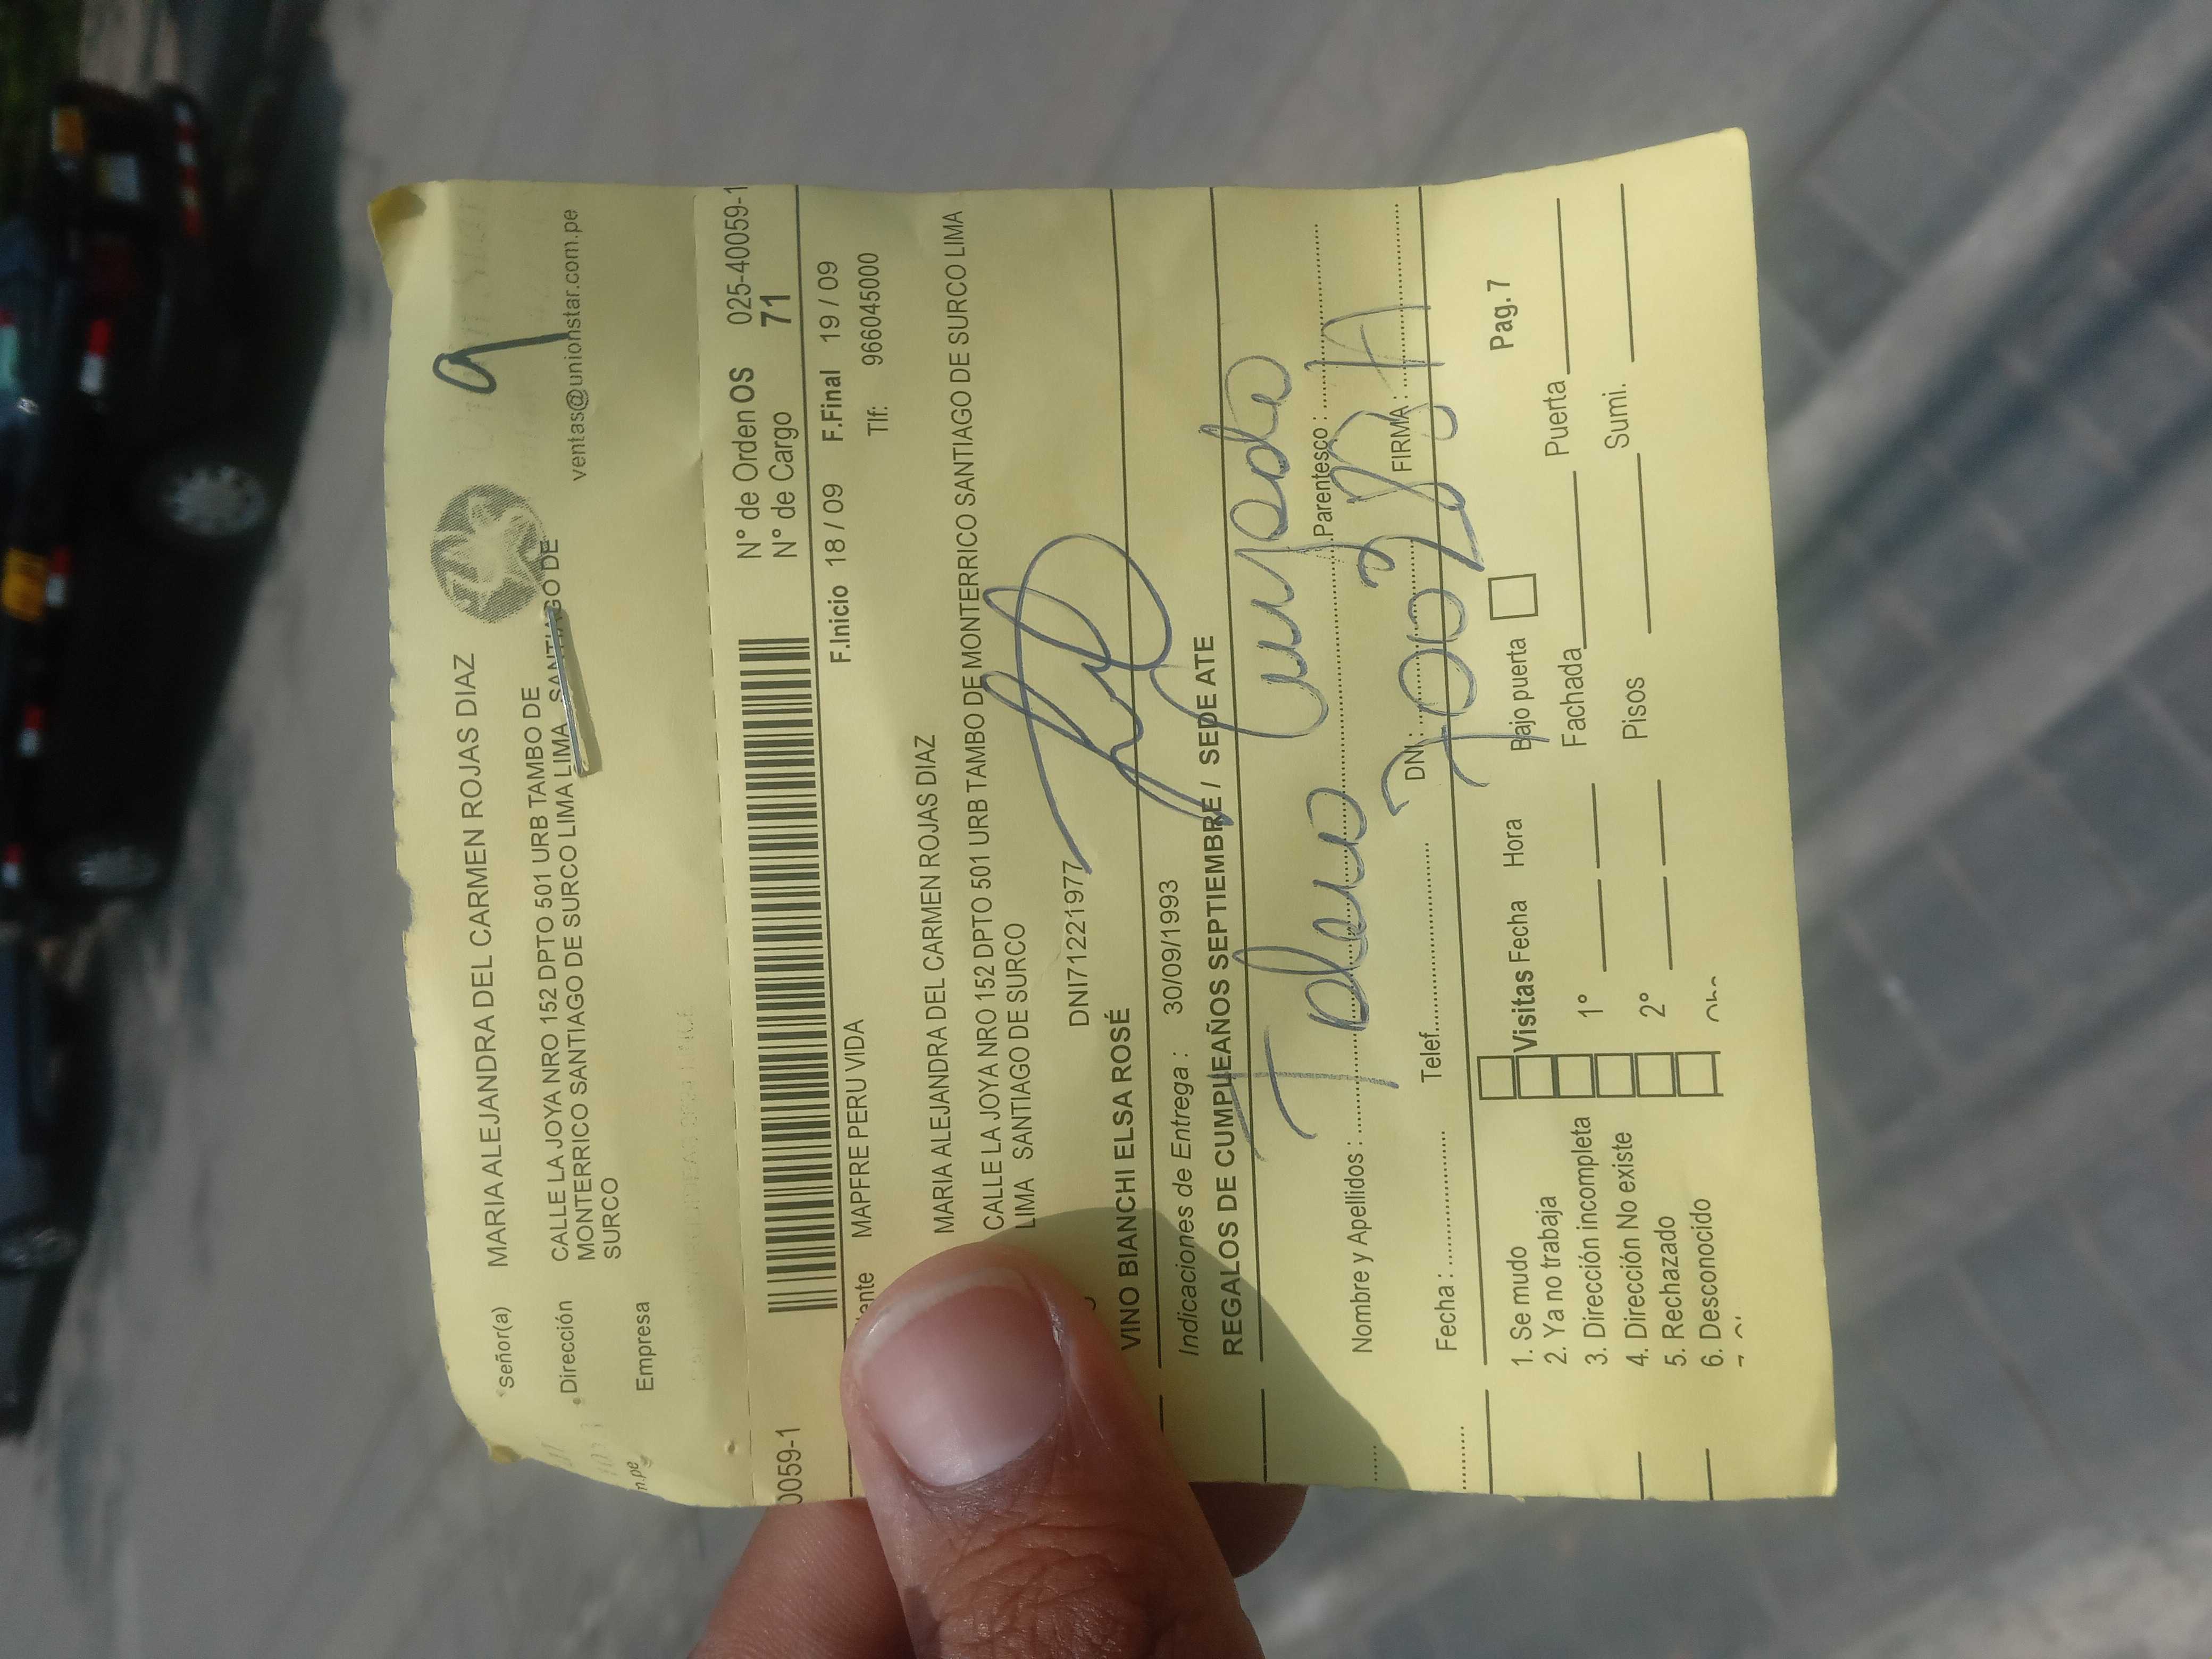 9
Señor(a) MARIA ALEJANDRA DEL CARMEN ROJAS DIAZ
Dirección CALLE LA JOYA NRO 152 DPTO 501 URB TAMBO DE
MONTERRICO SANTIAGO DE SURCO LIMA LIMA SANTIAGO DE
SURCO
ventas@unionstar.com.pe
Empresa
n.pe
0059-1
N° de Orden OS 025-40059-1
N° de Cargo 71
F.Inicio 18 / 09 F.Final 19 / 09
ente MAPFRE PERU VIDA
Tlf: 966045000
MARIA ALEJANDRA DEL CARMEN ROJAS DIAZ
CALLE LA JOYA NRO 152 DPTO 501 URB TAMBO DE MONTERRICO SANTIAGO DE SURCO LIMA
LIMA SANTIAGO DE SURCO
DNI71221977
VINO BIANCHI ELSA ROSÉ
Indicaciones de Entrega : 30/09/1993
REGALOS DE CUMPLEAÑOS SEPTIEMBRE / SEDE ATE
Nombre y Apellidos : Parentesco :
Fecha : Telef. DNI : FIRMA :
Visitas Fecha Hora Bajo puerta Pag. 7
1. Se mudo
2. Ya no trabaja 1° Fachada Puerta
3. Dirección incompleta
4. Dirección No existe 2° Pisos Sumi.
5. Rechazado
6. Desconocido